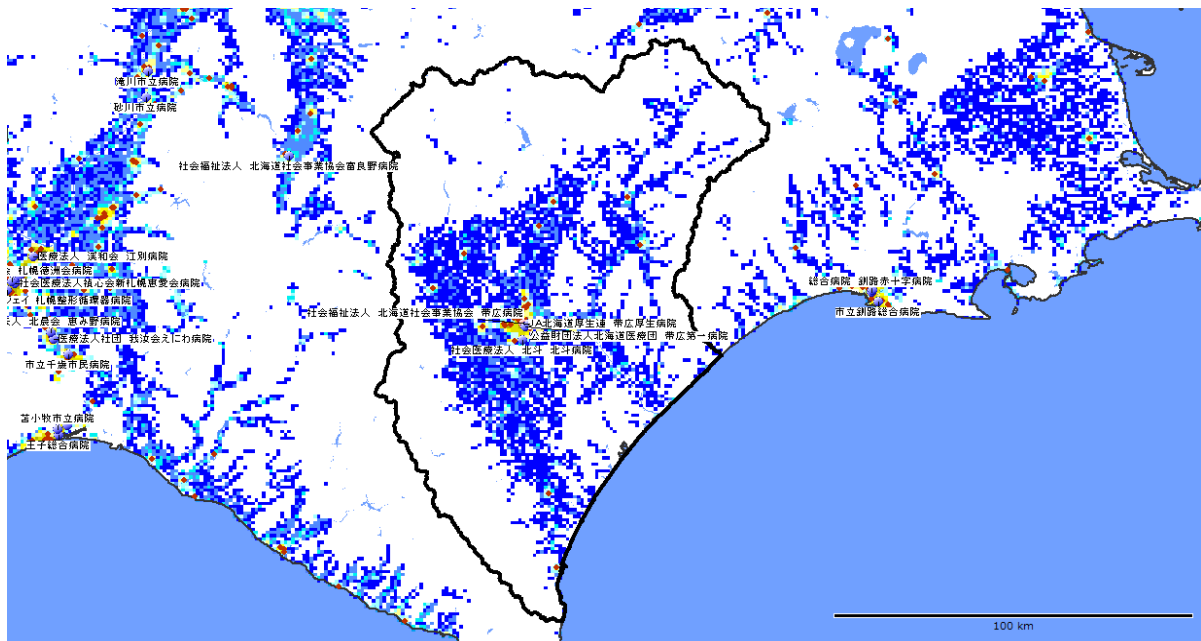 滝川市立病院
砂川市立病院
社会福祉法人 北海道社会事業協会富良野病院
医療法人 渓和会 江別病院
会 札幌徳洲会病院
社会医療法人禎心会新札幌恵愛会病院
ジェイ 札幌整形循環器病院
法人 北晨会 恵み野病院
医療法人社団 我汝会えにわ病院
市立千歳市民病院
苫小牧市立病院
王子総合病院
総合病院 釧路赤十字病院
市立釧路総合病院
社会福祉法人 北海道社会事業協会 帯広病院
JA北海道厚生連 帯広厚生病院
公益財団法人北海道医療団 帯広第一病院
社会医療法人 北斗 北斗病院
100 km